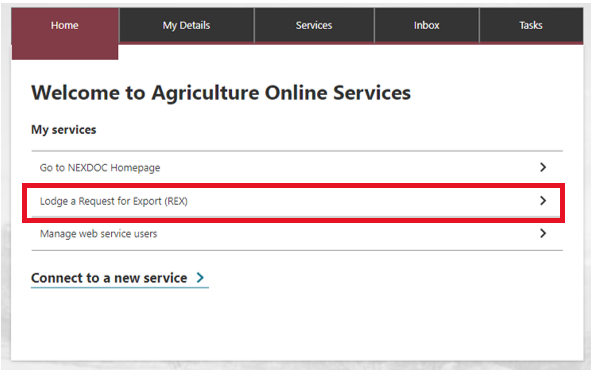 Home My Details Services Inbox Tasks
Welcome to Agriculture Online Services
My services
Go to NEXDOC Homepage
Lodge a Request for Export (REX)
Manage web service users
Connect to a new service